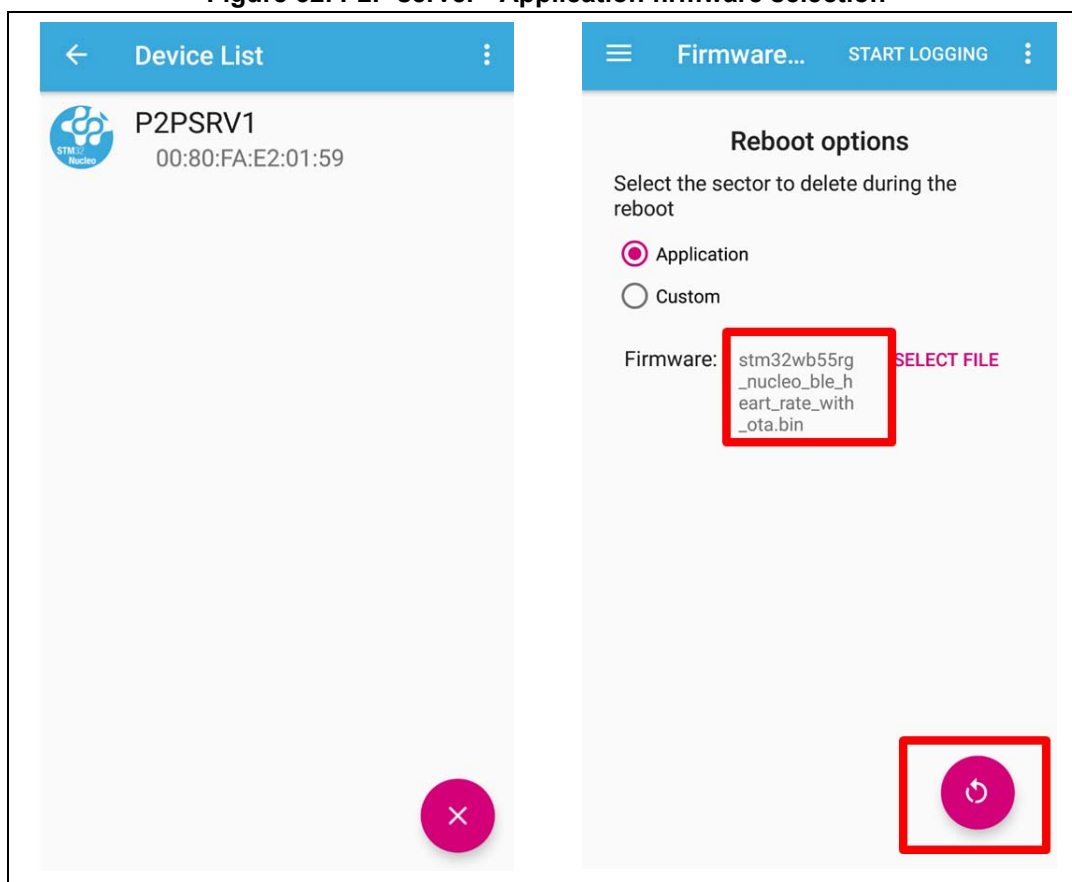 Device List
STM32
Nucleo
P2PSRV1
00:80:FA:E2:01:59
Firmware...
START LOGGING
Reboot options
Select the sector to delete during the
reboot
Application
Custom
Firmware:
stm32wb55rg
_nucleo_ble_h
eart_rate_with
_ota.bin
SELECT FILE